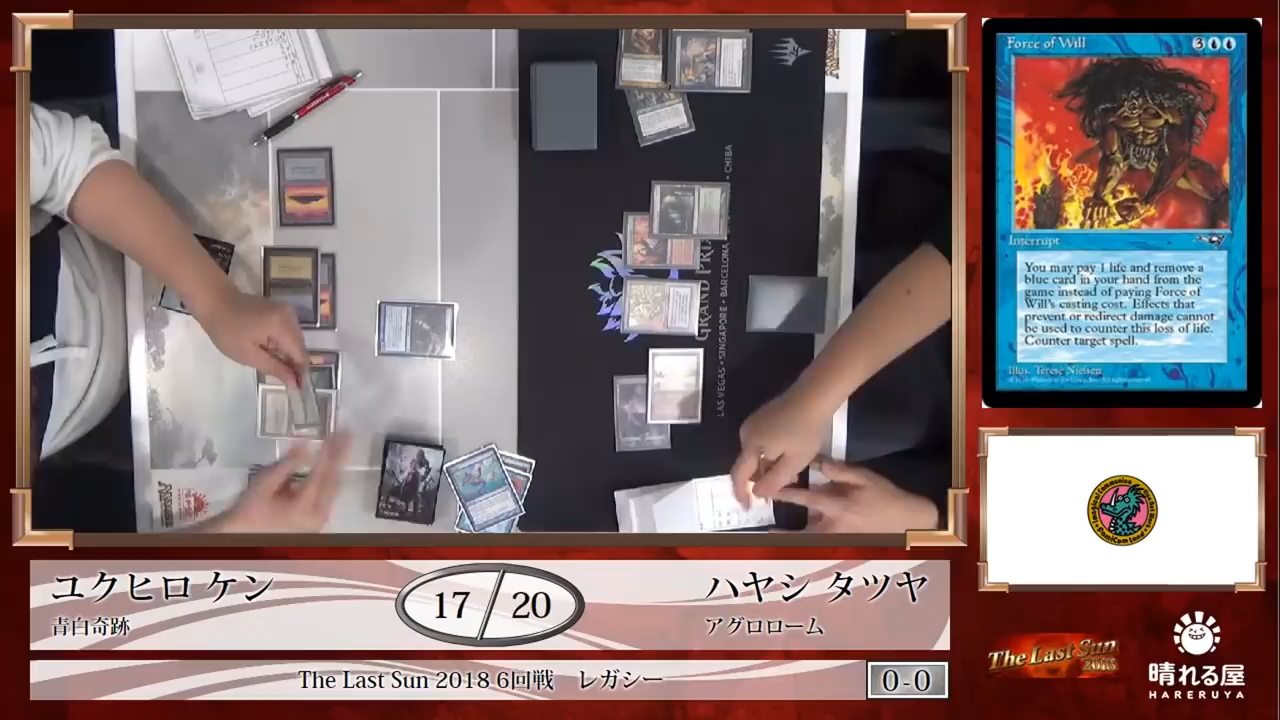 Force of Will
3
Interrupt
You may pay 1 life and remove a
blue card in your hand from the
game instead of paying Force of
Will's casting cost. Effects that
prevent or redirect damage cannot
be used to counter this loss of life.
Counter target spell.
Illus. Terese Nielsen
GRAND PRIX
LAS VEGAS • SINGAPORE • BARCELONA • CHIBA
ユクヒロ ケン
青白奇跡
17/20
ハヤシ タツヤ
アグロローム
The Last Sun 2018 6回戦 レガシー
0-0
The Last Sun
2018
晴れる屋
HARERUYA